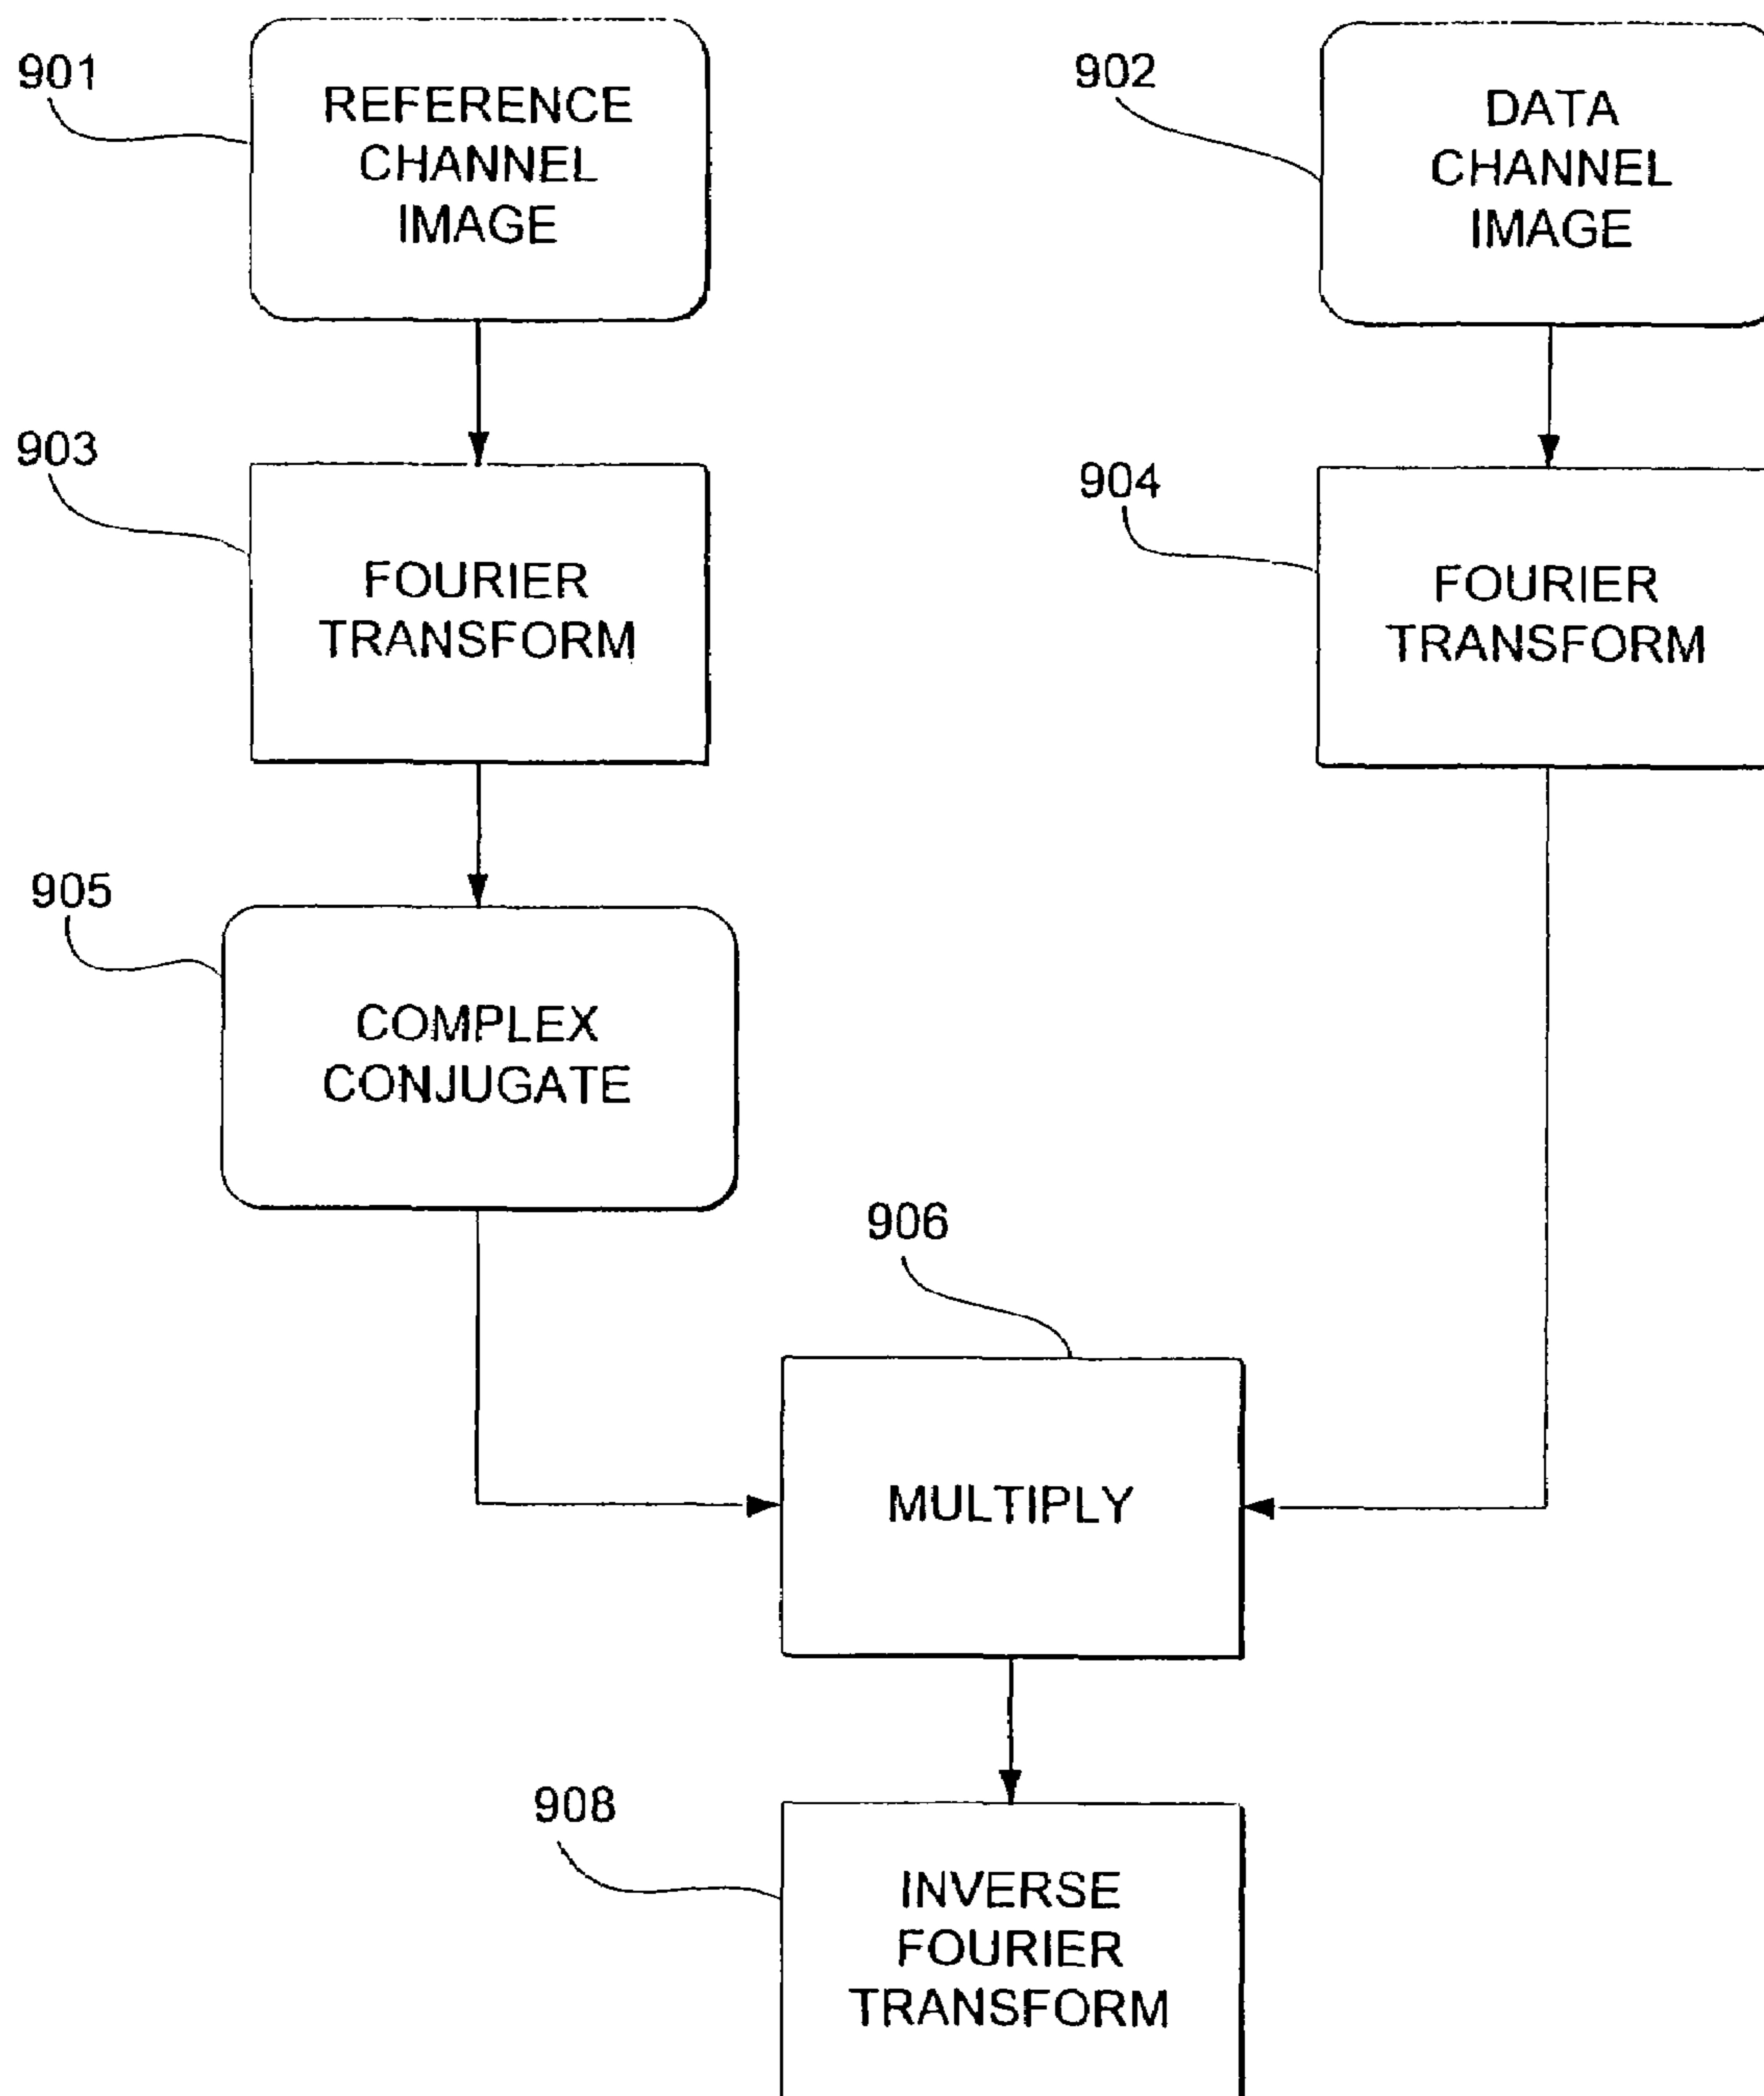 901
REFERENCE
CHANNEL
IMAGE
902
DATA
CHANNEL
IMAGE
903
FOURIER
TRANSFORM
904
FOURIER
TRANSFORM
905
COMPLEX
CONJUGATE
906
MULTIPLY
908
INVERSE
FOURIER
TRANSFORM